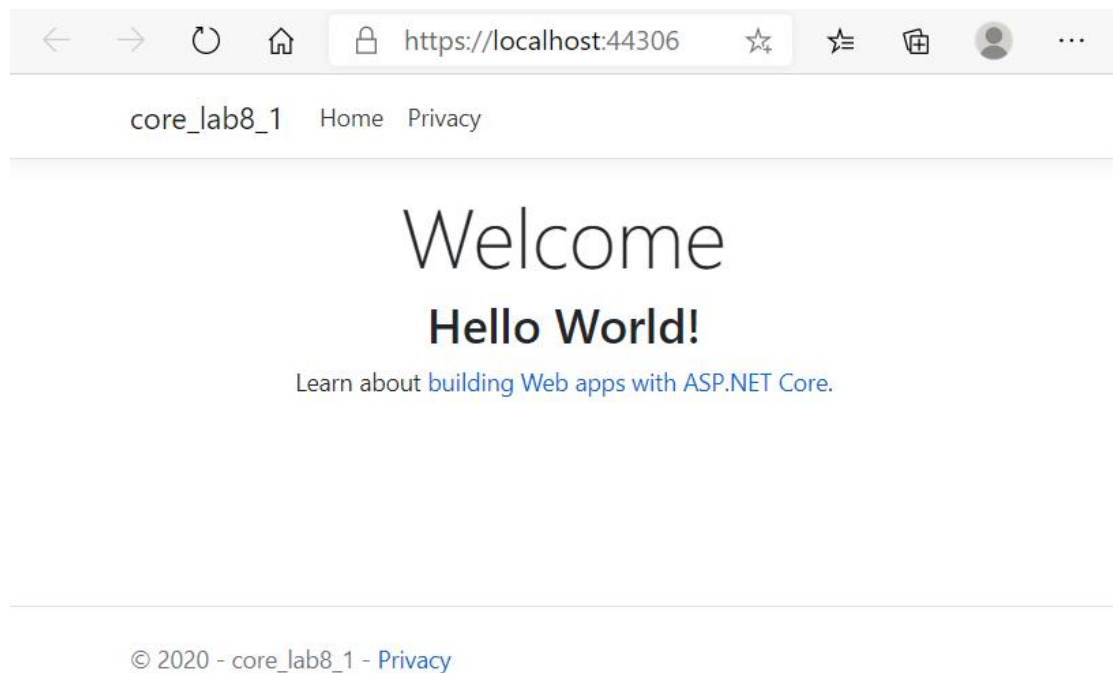 https://localhost:44306
core_lab8_1 Home Privacy
Welcome
Hello World!
Learn about building Web apps with ASP.NET Core.
© 2020 - core_lab8_1 - Privacy